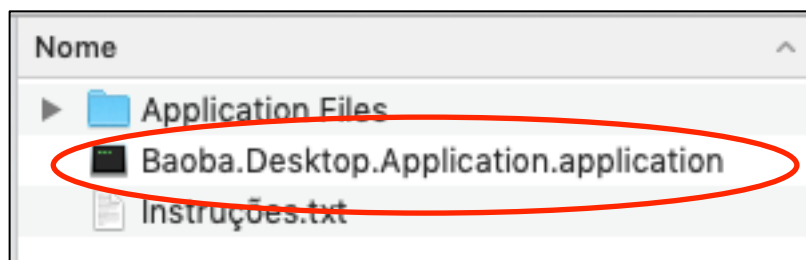 Nome
Application Files
Baoba.Desktop.Application.application
Instruções.txt